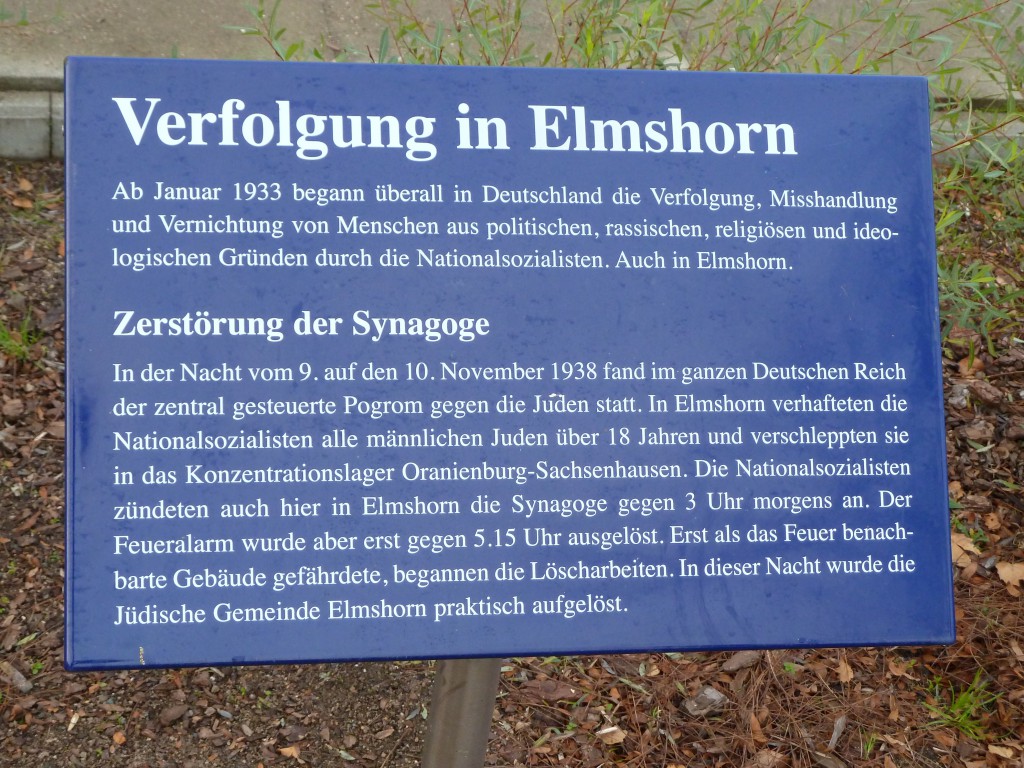 Verfolgung in Elmshorn
Ab Januar 1933 begann überall in Deutschland die Verfolgung, Misshandlung
und Vernichtung von Menschen aus politischen, rassischen, religiösen und ideo-
logischen Gründen durch die Nationalsozialisten. Auch in Elmshorn.
Zerstörung der Synagoge
In der Nacht vom 9. auf den 10. November 1938 fand im ganzen Deutschen Reich
der zentral gesteuerte Pogrom gegen die Juden statt. In Elmshorn verhafteten die
Nationalsozialisten alle männlichen Juden über 18 Jahren und verschleppten sie
in das Konzentrationslager Oranienburg-Sachsenhausen. Die Nationalsozialisten
zündeten auch hier in Elmshorn die Synagoge gegen 3 Uhr morgens an. Der
Feueralarm wurde aber erst gegen 5.15 Uhr ausgelöst. Erst als das Feuer benach-
barte Gebäude gefährdete, begannen die Löscharbeiten. In dieser Nacht wurde die
Jüdische Gemeinde Elmshorn praktisch aufgelöst.